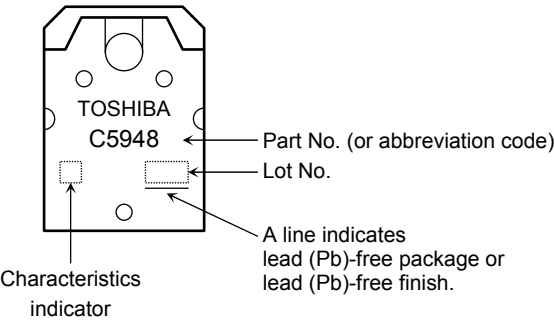 TOSHIBA
C5948
Part No. (or abbreviation code)
Lot No.
A line indicates
lead (Pb)-free package or
lead (Pb)-free finish.
Characteristics
indicator